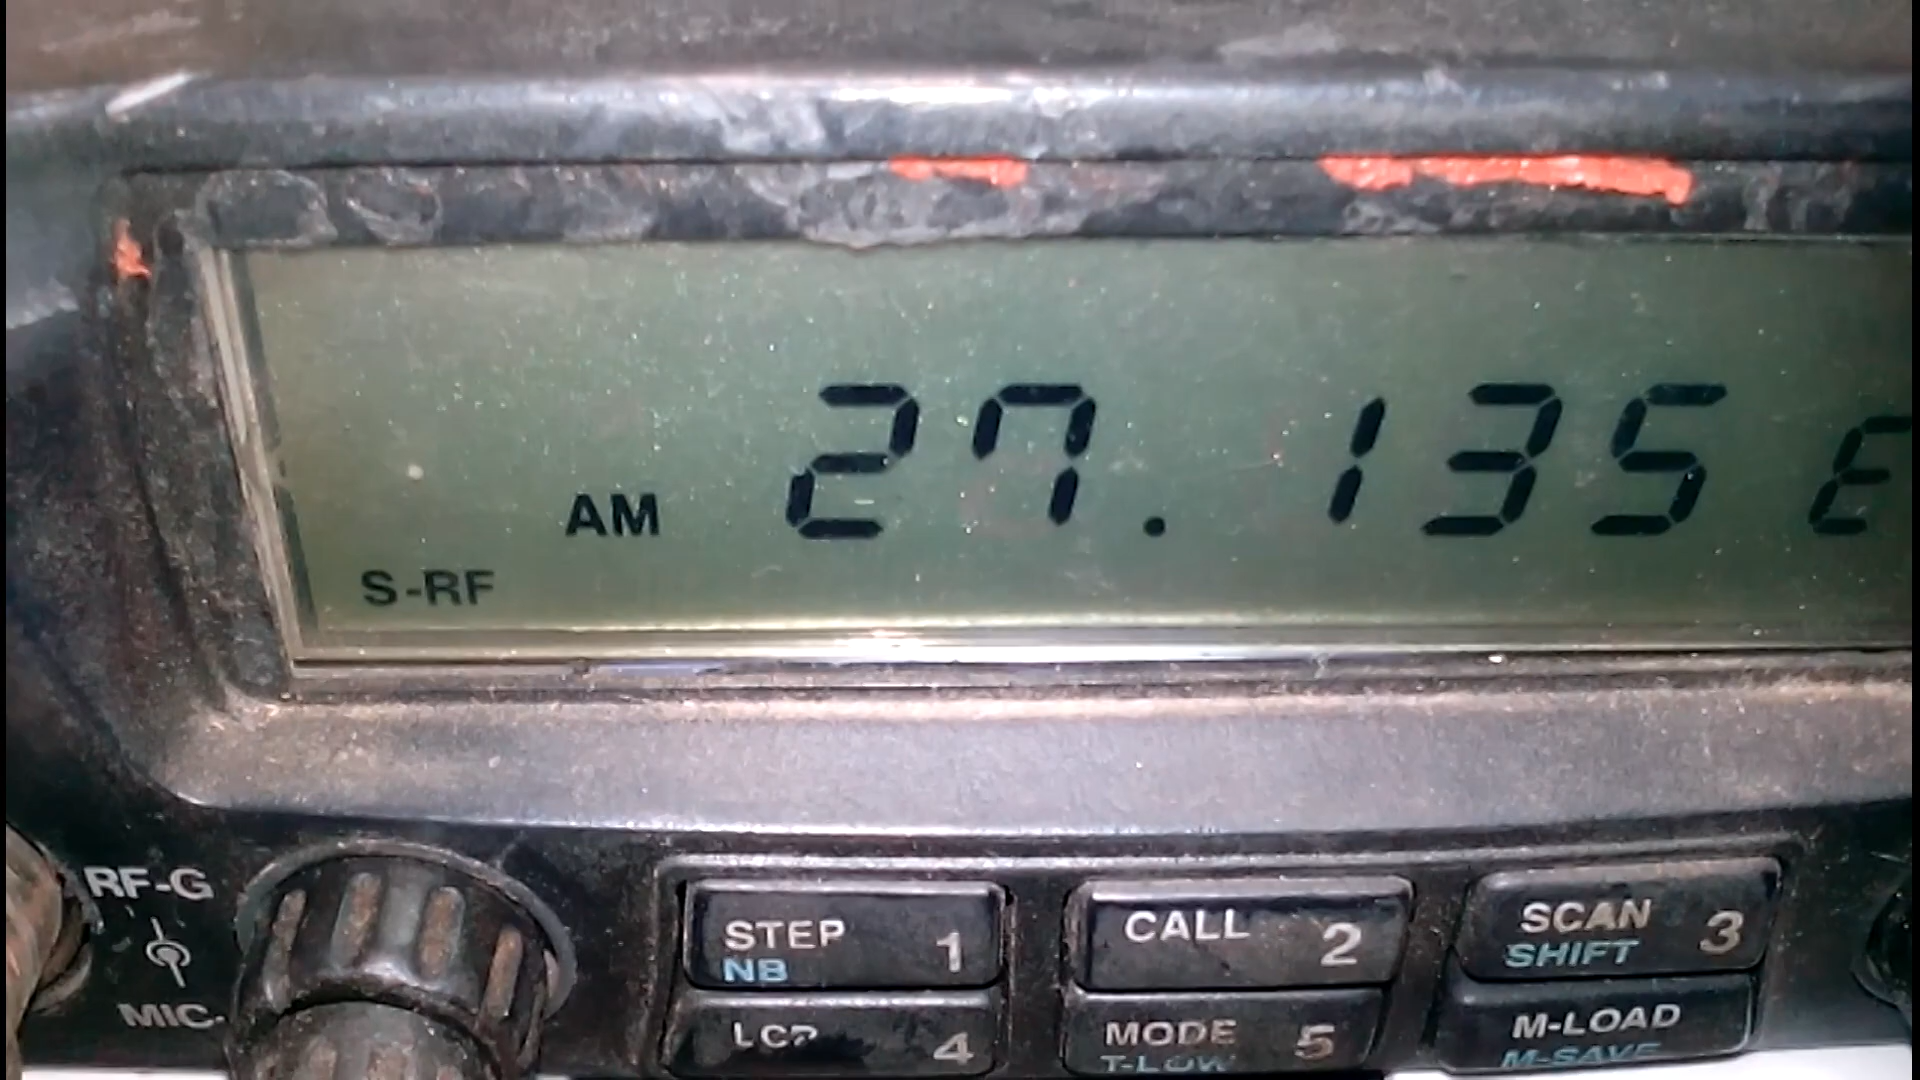 AM 27.135 E
S-RF
RF-G
MIC
STEP 1
NB
CALL 2
SCAN 3
SHIFT
4
MODE 5
T-LOW
M-LOAD
M-SAVE